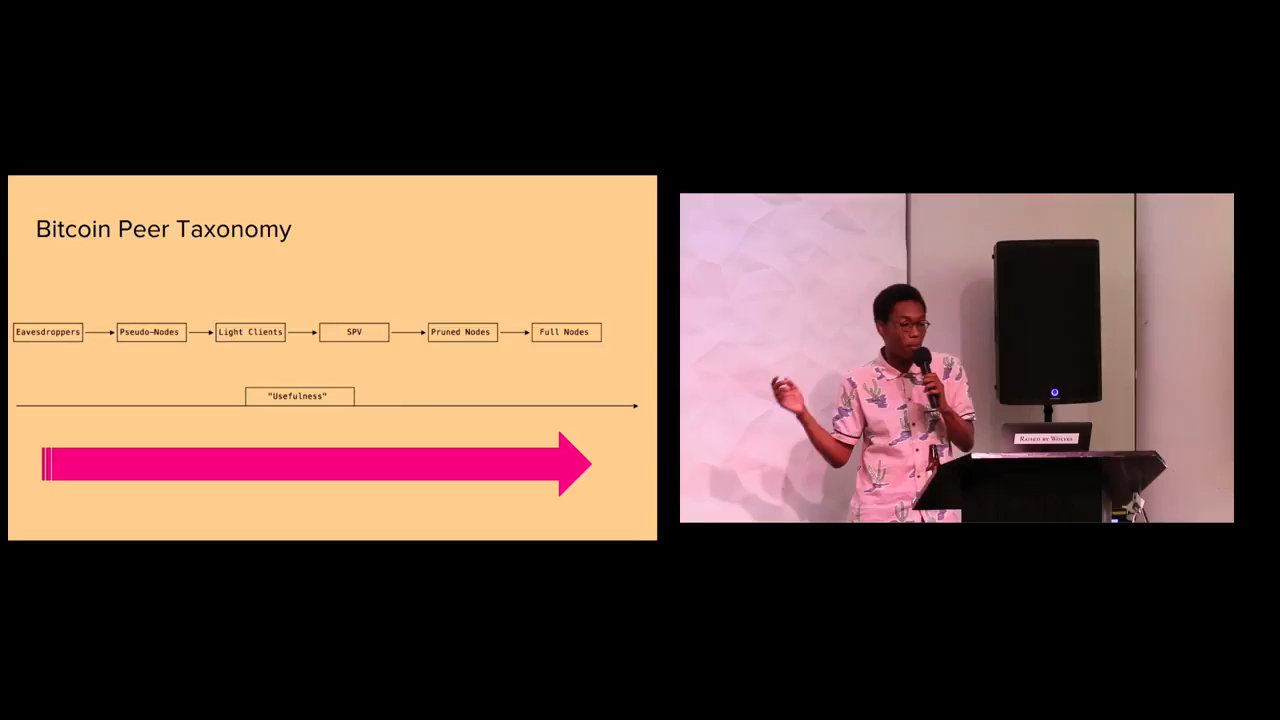 Bitcoin Peer Taxonomy
Eavesdroppers
Pseudo-Nodes
Light Clients
SPV
Pruned Nodes
Full Nodes
"Usefulness"
RAISED BY WOLVES